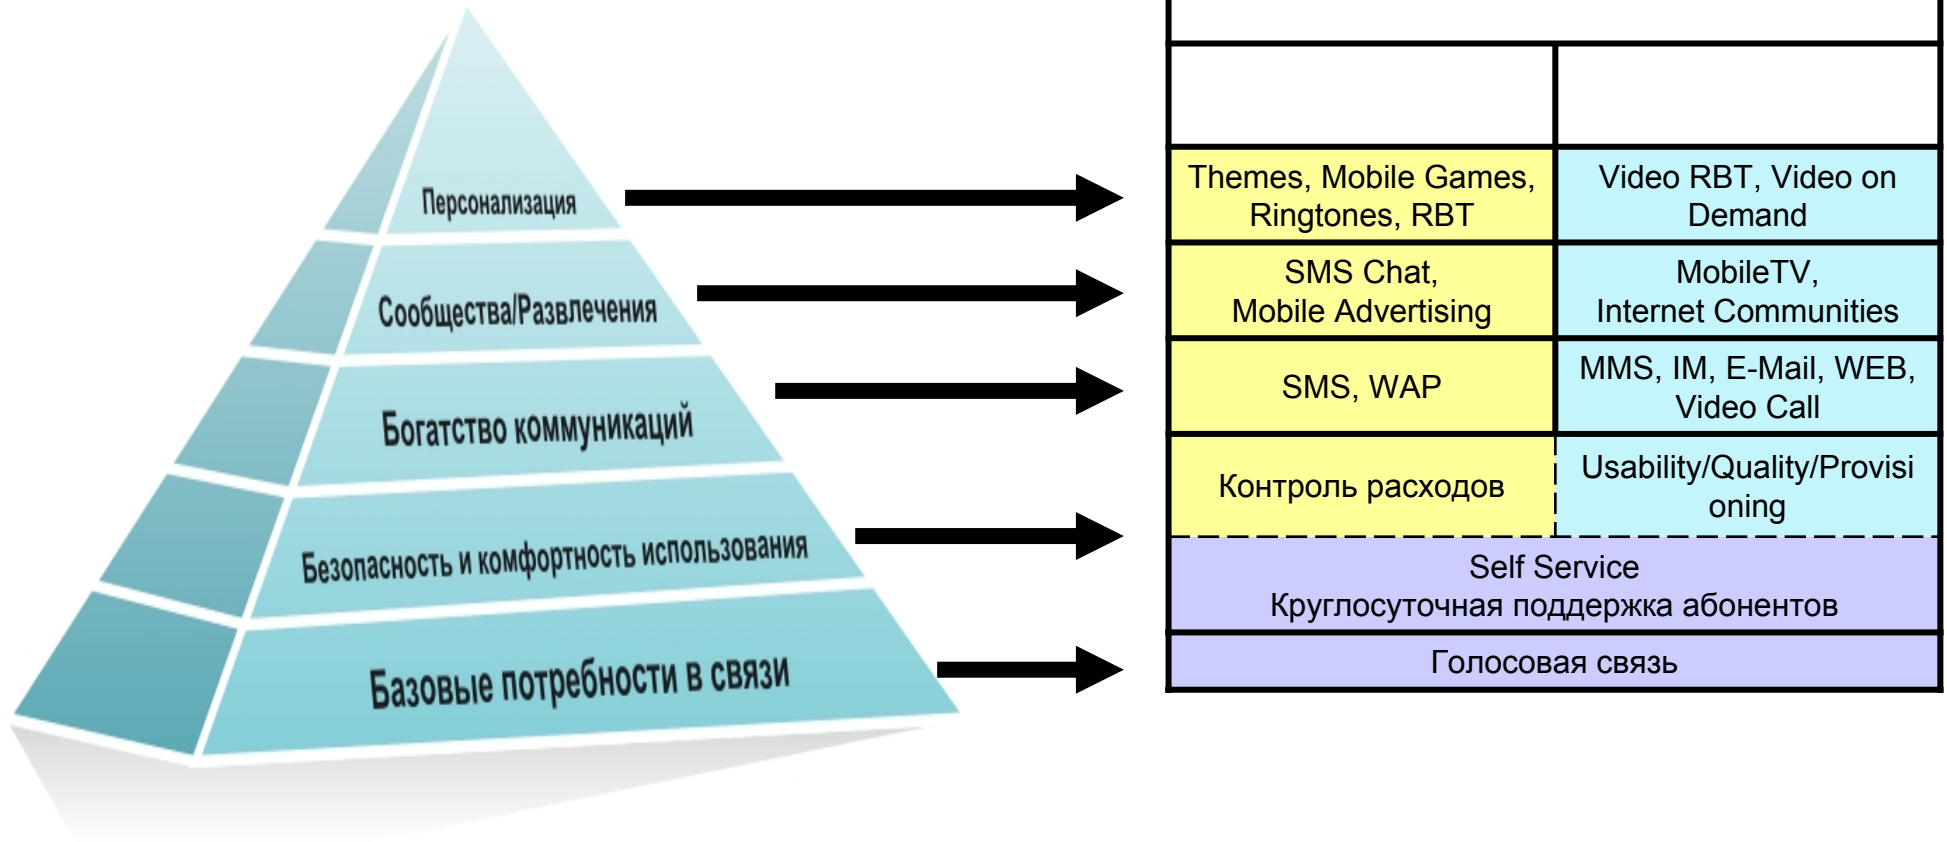 Персонализация
Сообщества/Развлечения
Богатство коммуникаций
Безопасность и комфортность использования
Базовые потребности в связи
Themes, Mobile Games,
Ringtones, RBT
Video RBT, Video on
Demand
SMS Chat,
Mobile Advertising
MobileTV,
Internet Communities
SMS, WAP
MMS, IM, E-Mail, WEB,
Video Call
Контроль расходов
Usability/Quality/Provisi
oning
Self Service
Круглосуточная поддержка абонентов
Голосовая связь